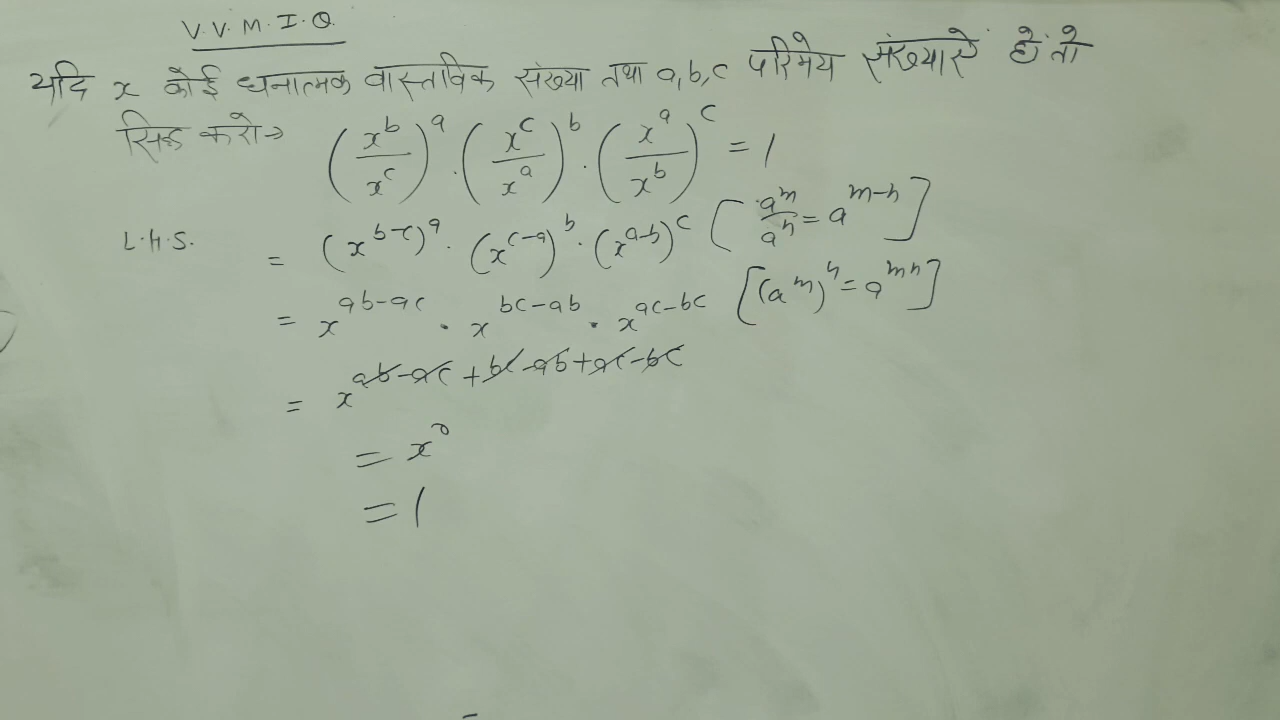 V. V. M. I. Q.
यदि x कोई धनात्मक वास्तविक संख्या तथा a, b, c परिमेय संख्याऐं हों तो
सिद्ध करो→ (x^b/x^c)^a . (x^c/x^a)^b . (x^a/x^b)^c = 1
L.H.S. = (x^{b-c})^a . (x^{c-a})^b . (x^{a-b})^c [a^m/a^n = a^{m-n}]
= x^{ab-ac} . x^{bc-ab} . x^{ac-bc} [(a^m)^n = a^{mn}]
= x^{ab-ac+bc-ab+ac-bc}
= x^0
= 1